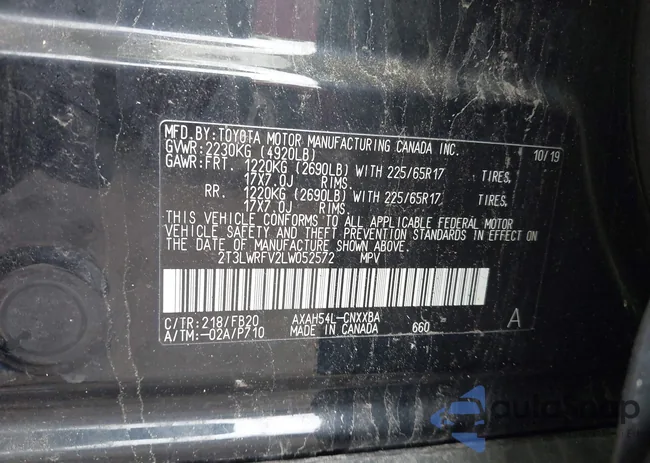 MFD.BY:TOYOTA MOTOR MANUFACTURING CANADA INC.
GVWR:2230KG (4920LB) 10/19
GAWR:FRT. 1220KG (2690LB) WITH 225/65R17 TIRES,
17X7.0J RIMS.
RR. 1220KG (2690LB) WITH 225/65R17 TIRES,
17X7.0J RIMS.
THIS VEHICLE CONFORMS TO ALL APPLICABLE FEDERAL MOTOR
VEHICLE SAFETY AND THEFT PREVENTION STANDARDS IN EFFECT ON
THE DATE OF MANUFACTURE SHOWN ABOVE.
2T3LWRFV2LW052572 MPV
C/TR:218/FB20 AXAH54L-CNXXBA A
A/TM:-02A/P710 MADE IN CANADA 660